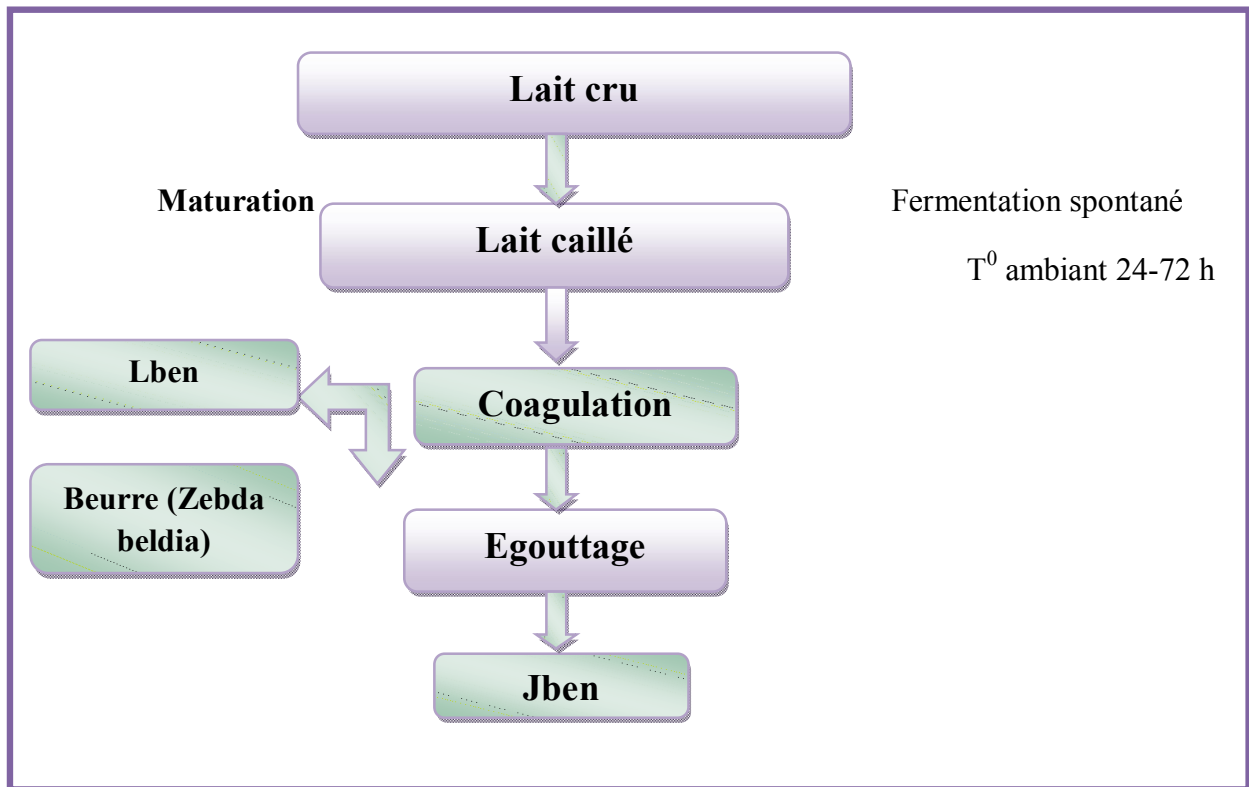 Lait cru
Maturation
Fermentation spontané
Lait caillé
T⁰ ambiant 24-72 h
Lben
Coagulation
Beurre (Zebda
beldia)
Egouttage
Jben